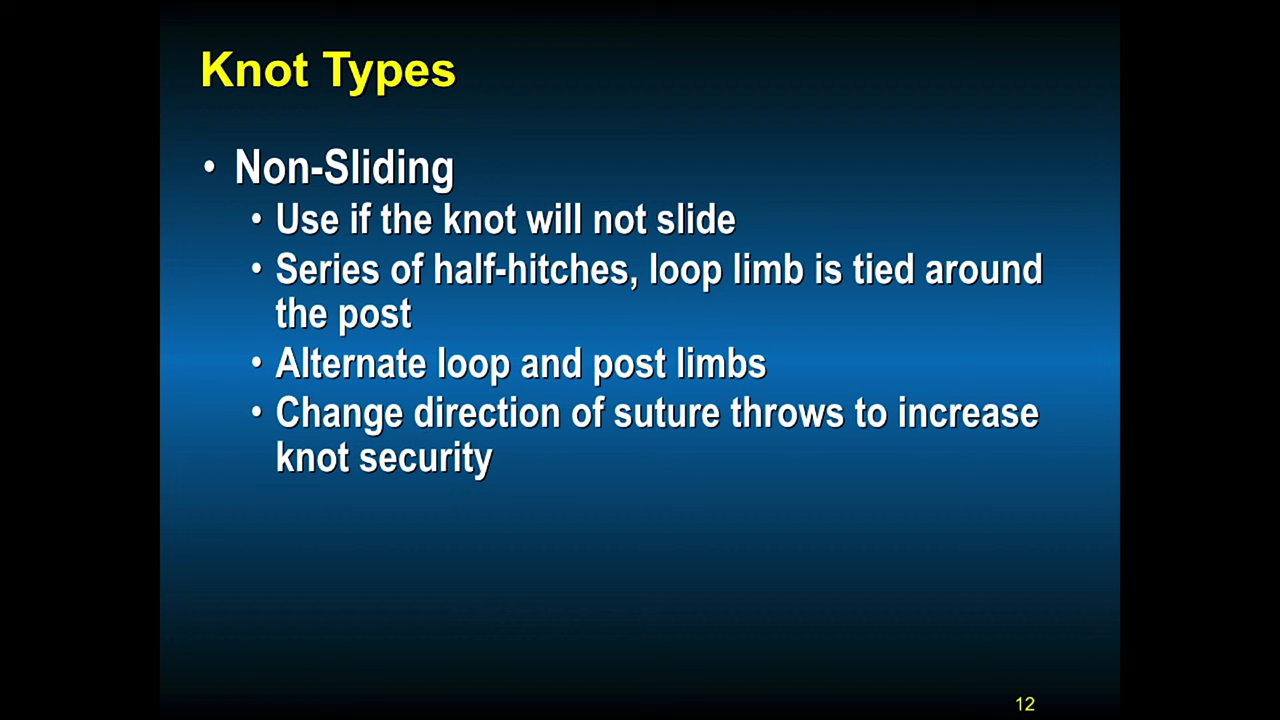 Knot Types
• Non-Sliding
• Use if the knot will not slide
• Series of half-hitches, loop limb is tied around
the post
• Alternate loop and post limbs
• Change direction of suture throws to increase
knot security
12